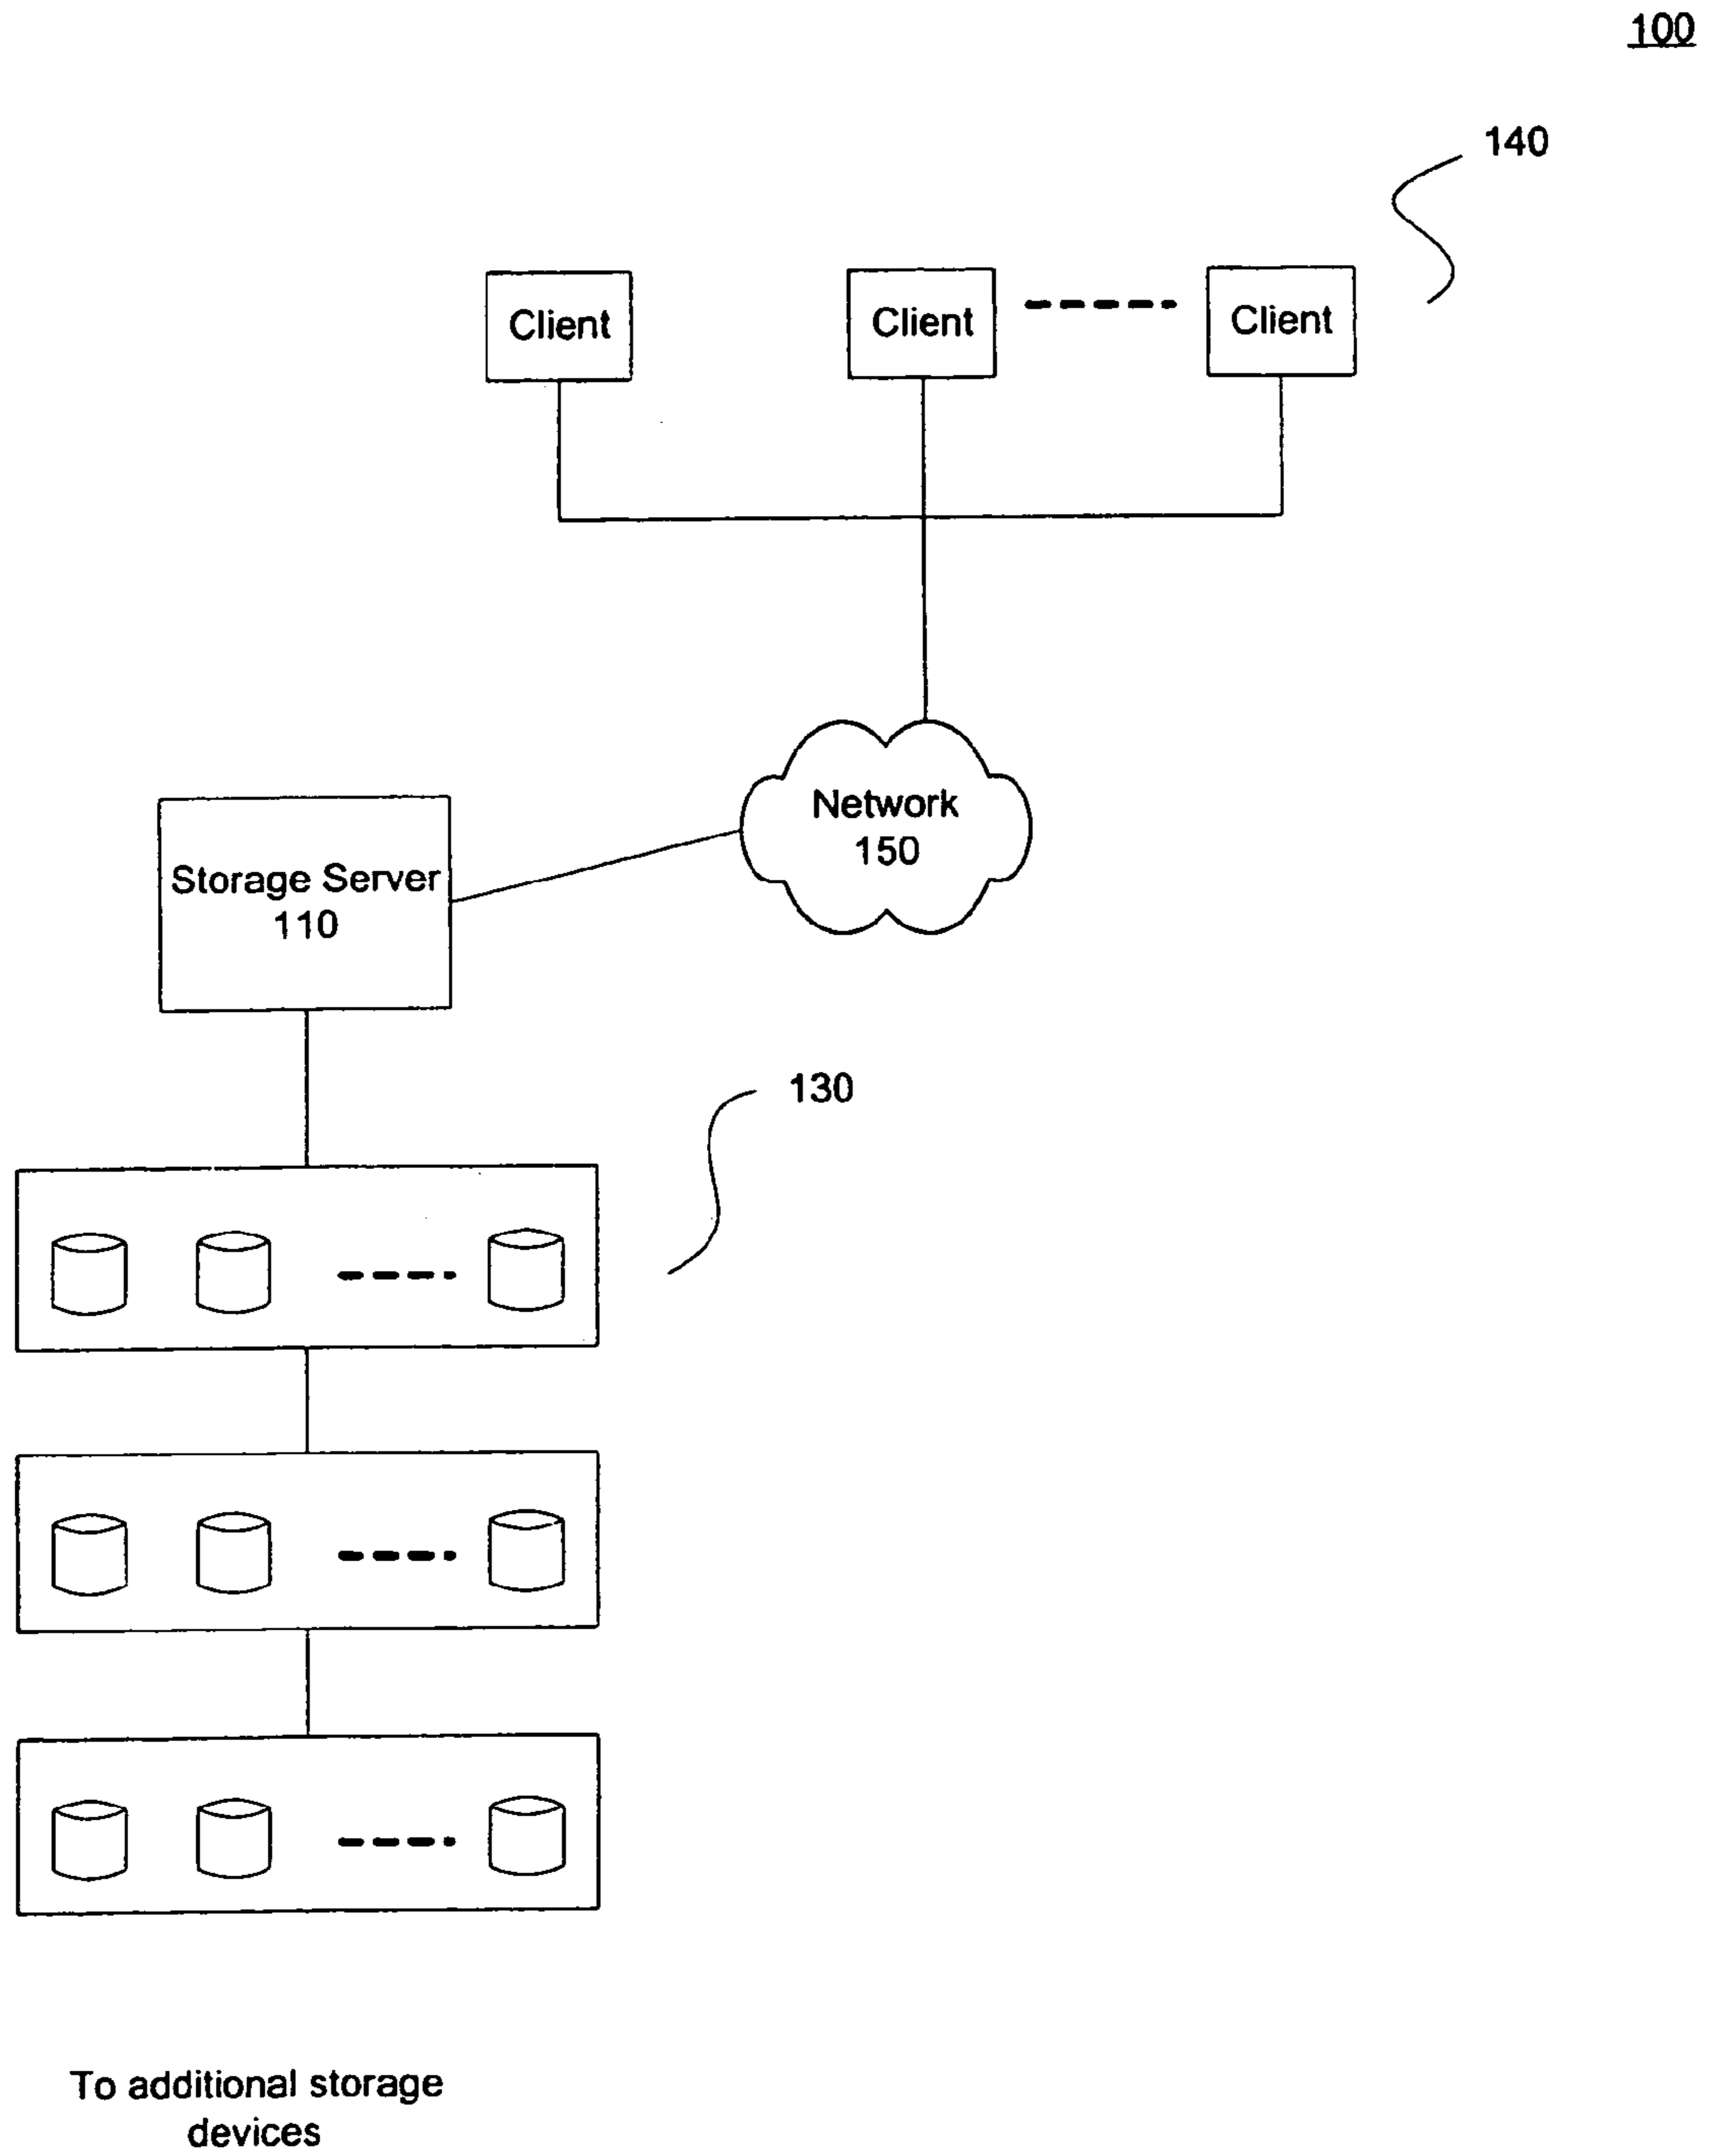 100
140
Client
Client
Client
Network
150
Storage Server
110
130
To additional storage
devices